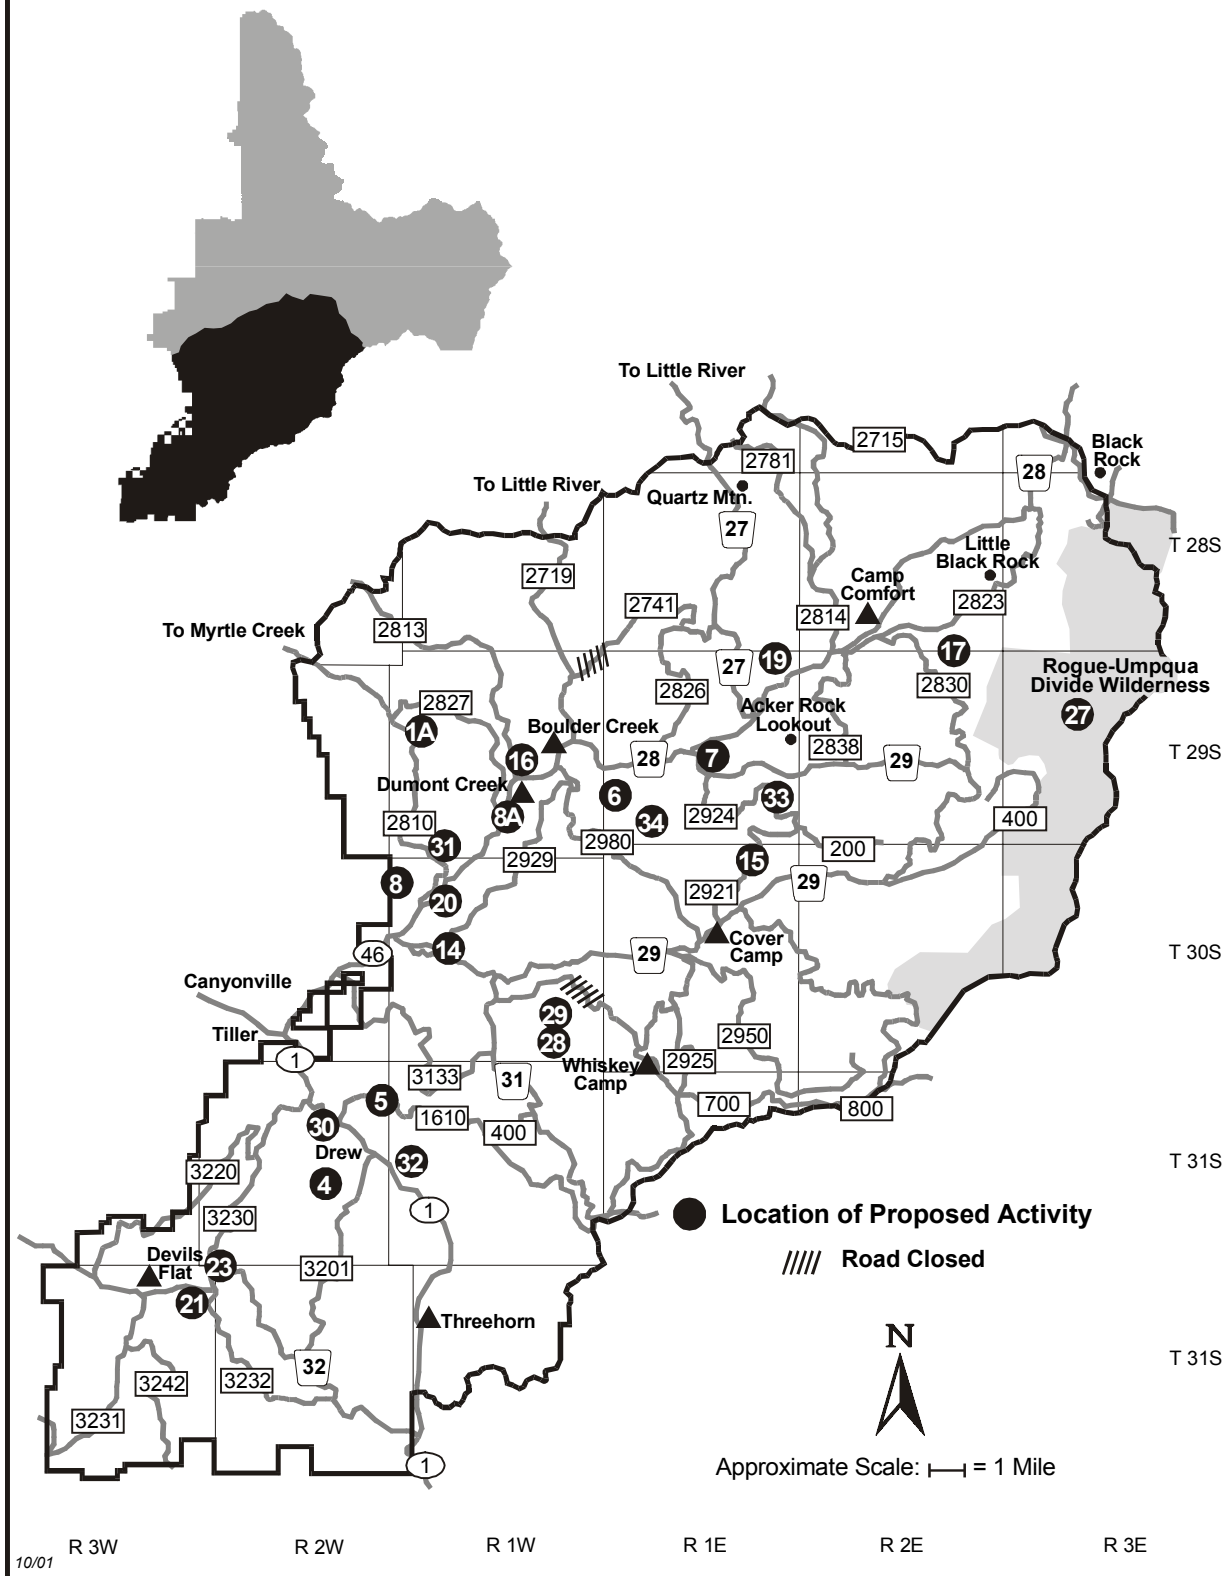 To Little River
2715
Black
Rock
2781
28
To Little River
Quartz Mtn.
27
T 28S
Little
Black Rock
2719
Camp
Comfort
2741
2823
2814
To Myrtle Creek
2813
19
17
27
Rogue-Umpqua
Divide Wilderness
2826
2830
2827
27
Acker Rock
Lookout
1A
Boulder Creek
2838
T 29S
16
28
7
29
Dumont Creek
6
33
8A
2924
400
2810
34
31
2980
200
2929
15
8
29
2921
20
Cover
Camp
14
46
29
T 30S
Canyonville
29
Tiller
2950
28
1
Whiskey
Camp
2925
3133
31
5
700
800
1610
30
400
Drew
32
T 31S
3220
4
1
3230
Location of Proposed Activity
Devils
Flat
23
3201
Road Closed
21
Threehorn
N
T 31S
32
3242
3232
3231
1
Approximate Scale: = 1 Mile
R 3W
R 2W
R 1W
R 1E
R 2E
R 3E
10/01